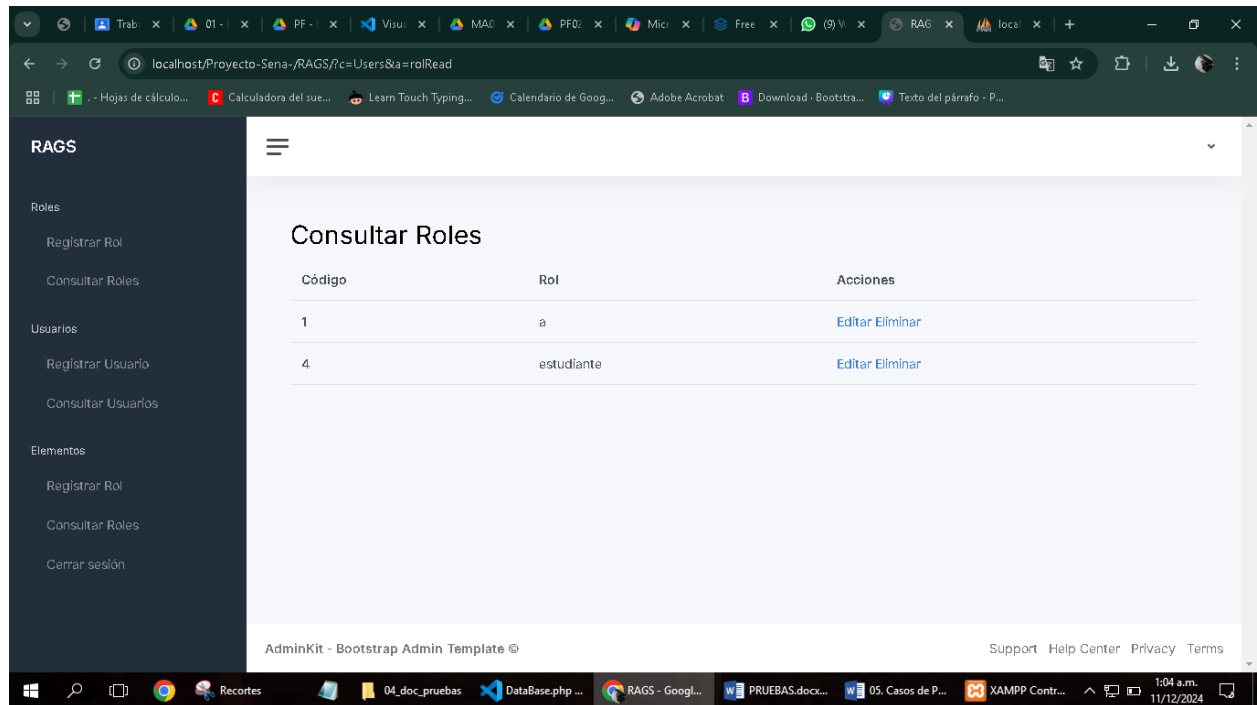 Trab
01 - I
PF - I
Visu
MAC
PF02
Micr
Free
(9) W
RAG
local
localhost/Proyecto-Sena-/RAGS/?c=Users&a=rolRead
. - Hojas de cálculo...
Calculadora del sue...
Learn Touch Typing...
Calendario de Goog...
Adobe Acrobat
Download · Bootstra...
Texto del párrafo - P...
RAGS
Roles
Registrar Rol
Consultar Roles
Usuarios
Registrar Usuario
Consultar Usuarios
Elementos
Registrar Rol
Consultar Roles
Cerrar sesión
Consultar Roles
Código Rol Acciones
1 a Editar Eliminar
4 estudiante Editar Eliminar
AdminKit - Bootstrap Admin Template ©
Support Help Center Privacy Terms
Recortes
04_doc_pruebas
DataBase.php ...
RAGS - Googl...
PRUEBAS.docx...
05. Casos de P...
XAMPP Contr...
1:04 a.m.
11/12/2024